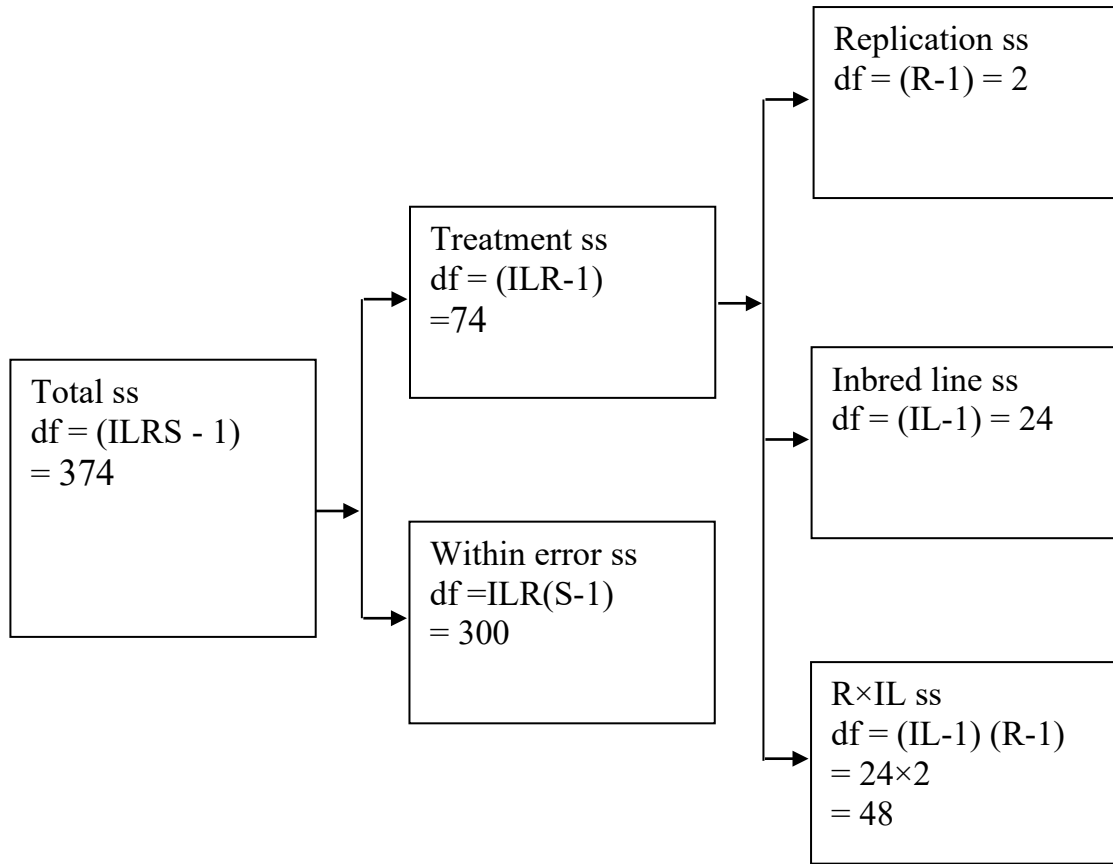 Total ss
df = (ILRS - 1)
= 374
Treatment ss
df = (ILR-1)
=74
Within error ss
df =ILR(S-1)
= 300
Replication ss
df = (R-1) = 2
Inbred line ss
df = (IL-1) = 24
R×IL ss
df = (IL-1) (R-1)
= 24×2
= 48